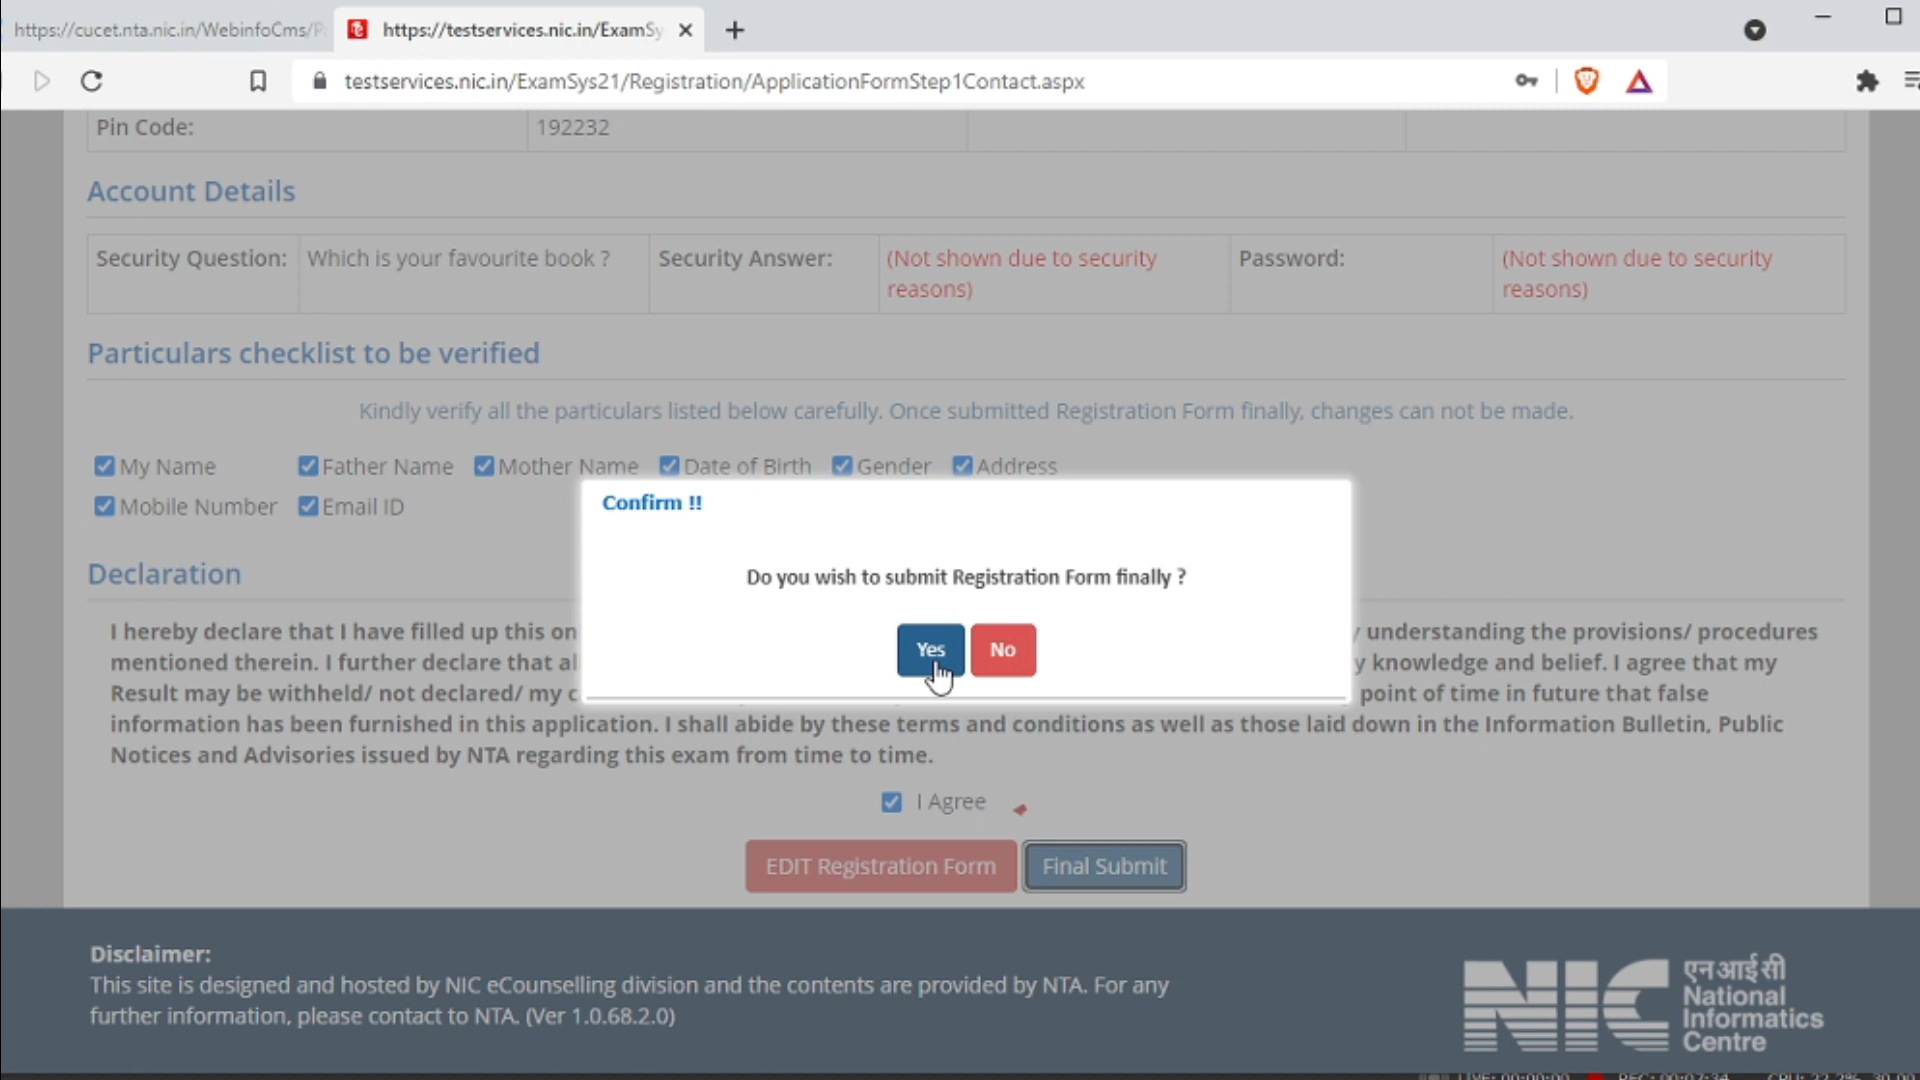 https://cucet.nta.nic.in/WebinfoCms/P
https://testservices.nic.in/ExamSy
testservices.nic.in/ExamSys21/Registration/ApplicationFormStep1Contact.aspx
Pin Code: 192232
Account Details
Security Question: Which is your favourite book ? Security Answer: (Not shown due to security reasons) Password: (Not shown due to security reasons)
Particulars checklist to be verified
Kindly verify all the particulars listed below carefully. Once submitted Registration Form finally, changes can not be made.
My Name Father Name Mother Name Date of Birth Gender Address
Mobile Number Email ID
Confirm !!
Do you wish to submit Registration Form finally ?
Yes No
Declaration
I hereby declare that I have filled up this on understanding the provisions/ procedures
mentioned therein. I further declare that al y knowledge and belief. I agree that my
Result may be withheld/ not declared/ my c point of time in future that false
information has been furnished in this application. I shall abide by these terms and conditions as well as those laid down in the Information Bulletin, Public
Notices and Advisories issued by NTA regarding this exam from time to time.
I Agree
EDIT Registration Form Final Submit
Disclaimer:
This site is designed and hosted by NIC eCounselling division and the contents are provided by NTA. For any
further information, please contact to NTA. (Ver 1.0.68.2.0)
NIC एनआईसी
National
Informatics
Centre